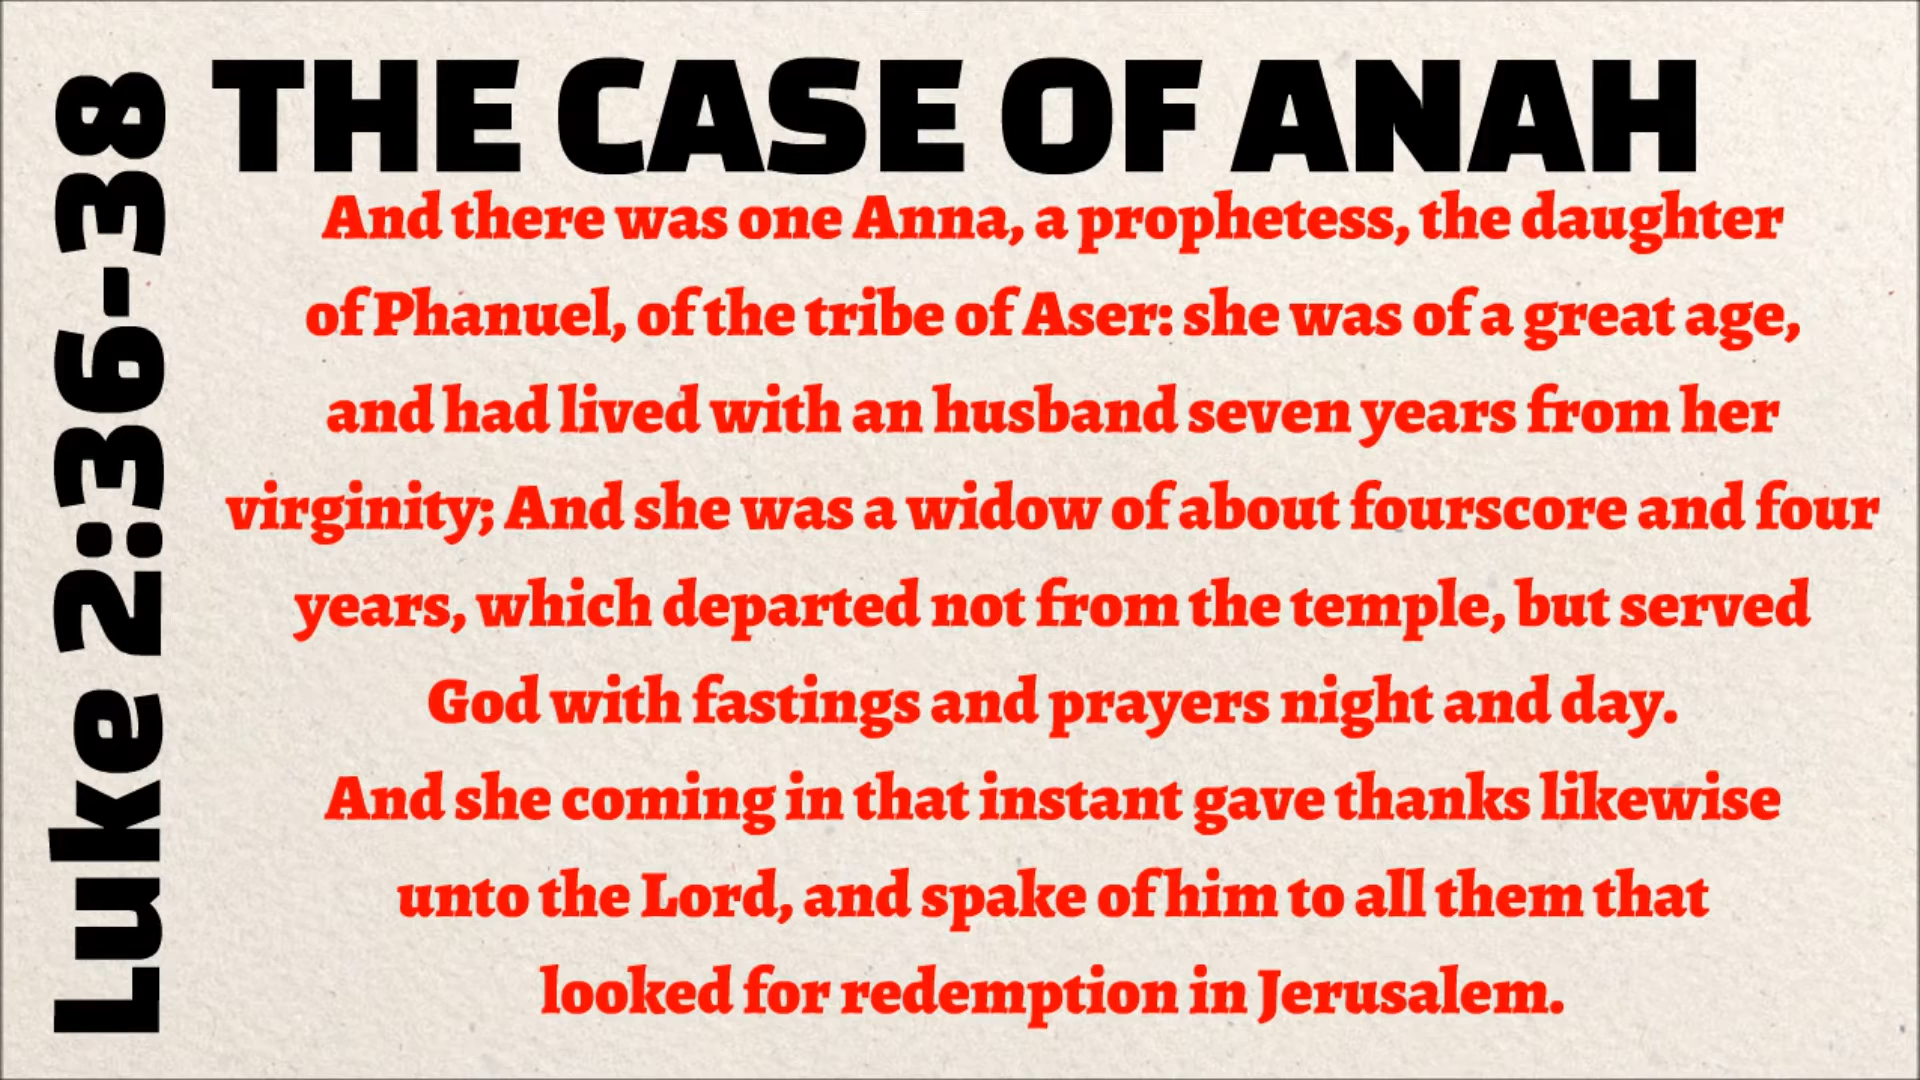 Luke 2:36-38
THE CASE OF ANAH
And there was one Anna, a prophetess, the daughter
of Phanuel, of the tribe of Aser: she was of a great age,
and had lived with an husband seven years from her
virginity; And she was a widow of about fourscore and four
years, which departed not from the temple, but served
God with fastings and prayers night and day.
And she coming in that instant gave thanks likewise
unto the Lord, and spake of him to all them that
looked for redemption in Jerusalem.